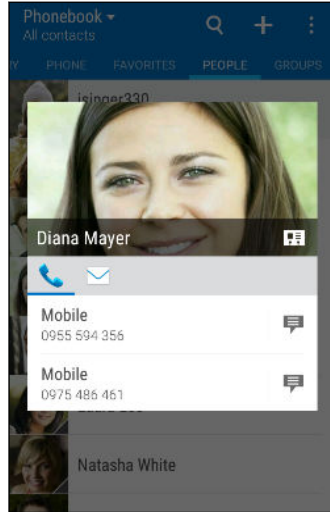 Phonebook
All contacts
Y PHONE FAVORITES PEOPLE GROUPS
isinger330
Diana Mayer
Mobile
0955 594 356
Mobile
0975 486 461
Natasha White